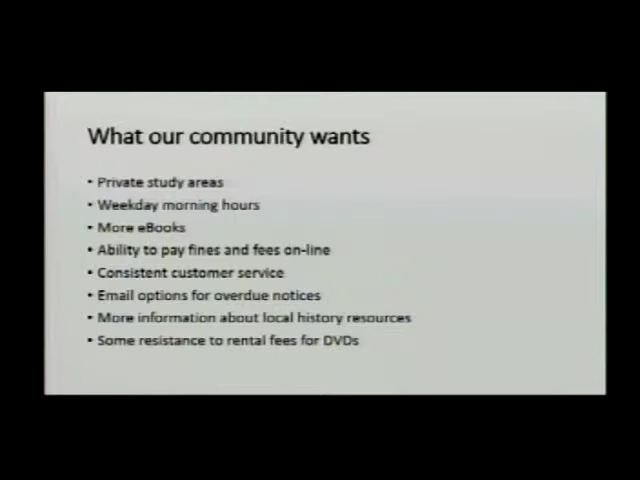 What our community wants
• Private study areas
• Weekday morning hours
• More eBooks
• Ability to pay fines and fees on-line
• Consistent customer service
• Email options for overdue notices
• More information about local history resources
• Some resistance to rental fees for DVDs